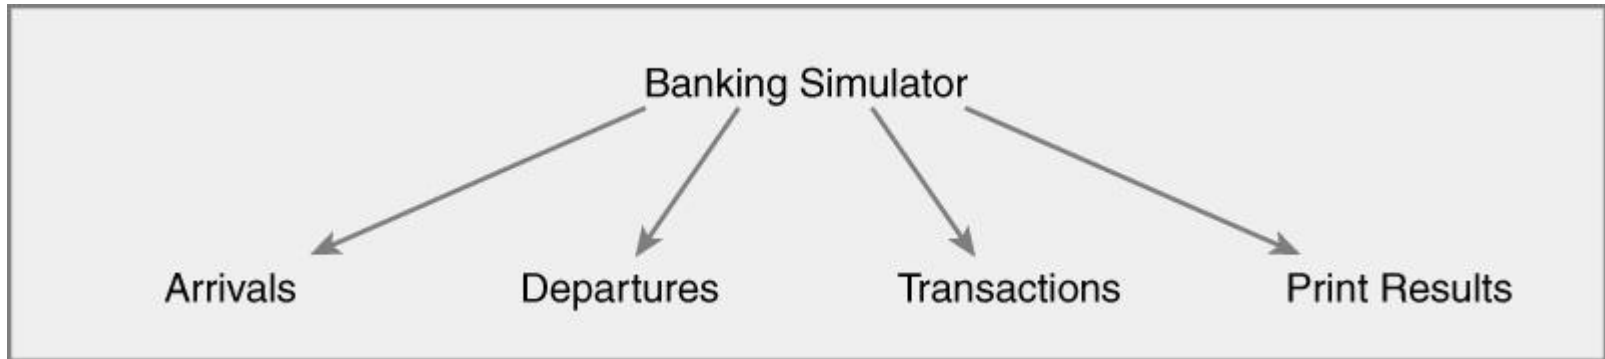 Banking Simulator
Arrivals
Departures
Transactions
Print Results